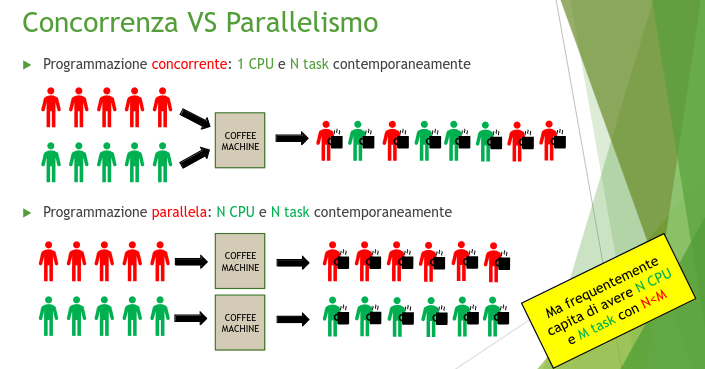 Concorrenza VS Parallelismo
Programmazione concorrente: 1 CPU e N task contemporaneamente
COFFEE
MACHINE
Programmazione parallela: N CPU e N task contemporaneamente
COFFEE
MACHINE
COFFEE
MACHINE
Ma frequentemente
capita di avere N CPU
e M task con N<M